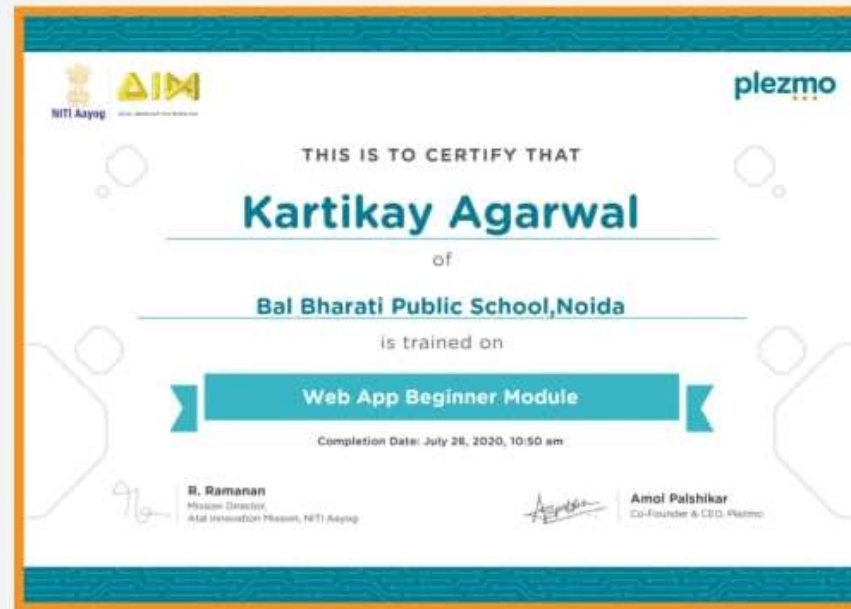 NITI Aayog
AIM
plezmo
THIS IS TO CERTIFY THAT
Kartikay Agarwal
of
Bal Bharati Public School,Noida
is trained on
Web App Beginner Module
Completion Date: July 26, 2020, 10:50 am
R. Ramanan
Mission Director,
Atal Innovation Mission, NITI Aayog
Amol Palshikar
Co-Founder & CEO, Plezmo